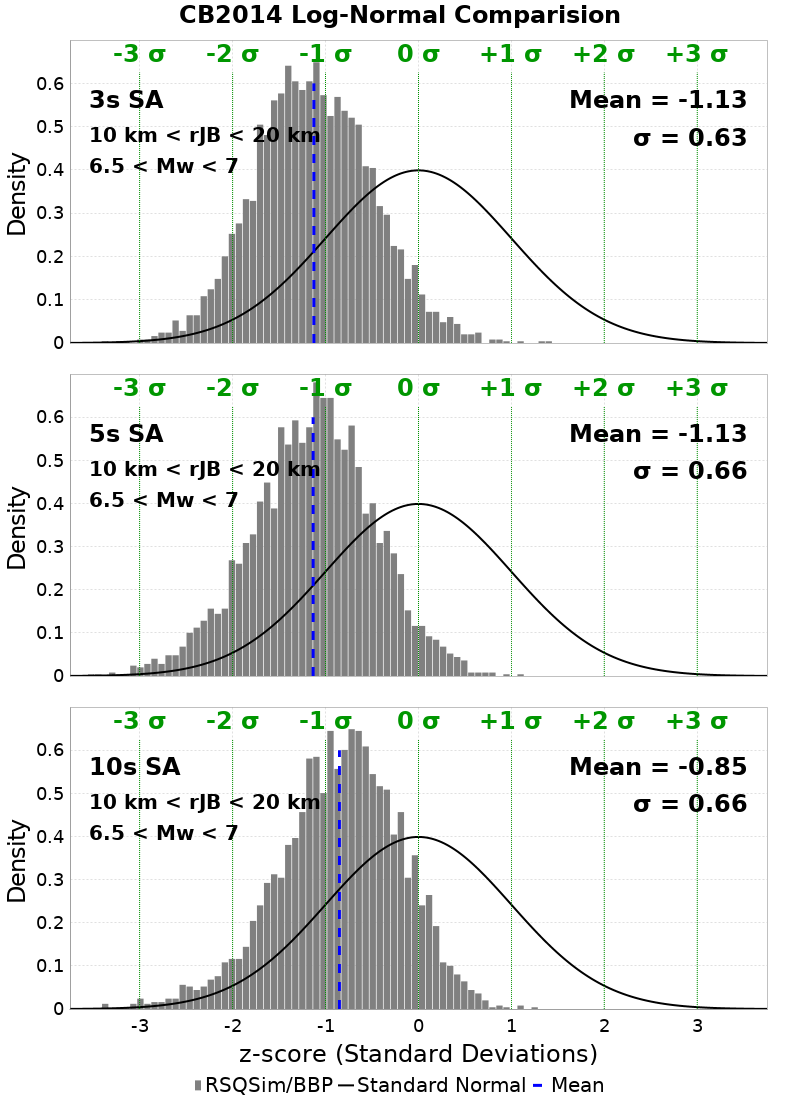 CB2014 Log-Normal Comparision
-3 σ -2 σ -1 σ 0 σ +1 σ +2 σ +3 σ
0.6
3s SA Mean = -1.13
0.5
10 km < rJB < 20 km σ = 0.63
6.5 < Mw < 7
0.4
Density
0.3
0.2
0.1
0
-3 σ -2 σ -1 σ 0 σ +1 σ +2 σ +3 σ
0.6
5s SA Mean = -1.13
0.5
10 km < rJB < 20 km σ = 0.66
6.5 < Mw < 7
0.4
Density
0.3
0.2
0.1
0
-3 σ -2 σ -1 σ 0 σ +1 σ +2 σ +3 σ
0.6
10s SA Mean = -0.85
0.5
10 km < rJB < 20 km σ = 0.66
6.5 < Mw < 7
0.4
Density
0.3
0.2
0.1
0
-3 -2 -1 0 1 2 3
z-score (Standard Deviations)
RSQSim/BBP Standard Normal Mean